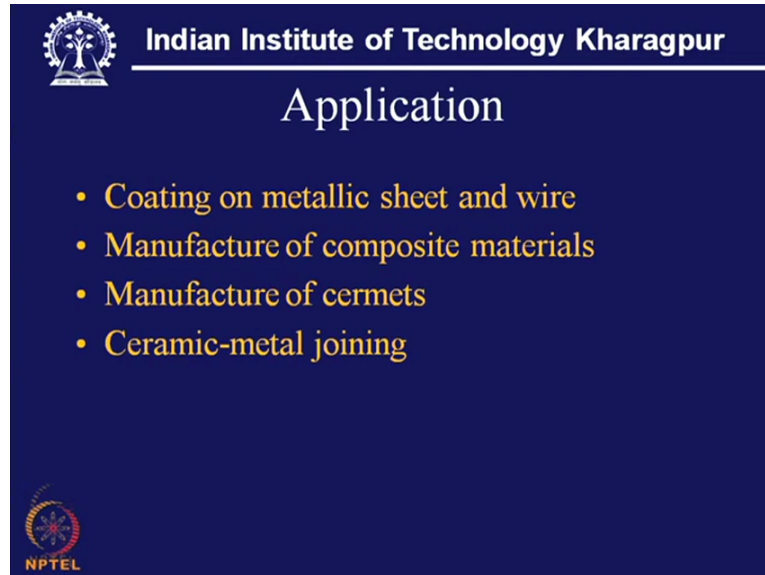 Indian Institute of Technology Kharagpur
Application
• Coating on metallic sheet and wire
• Manufacture of composite materials
• Manufacture of cermets
• Ceramic-metal joining
NPTEL